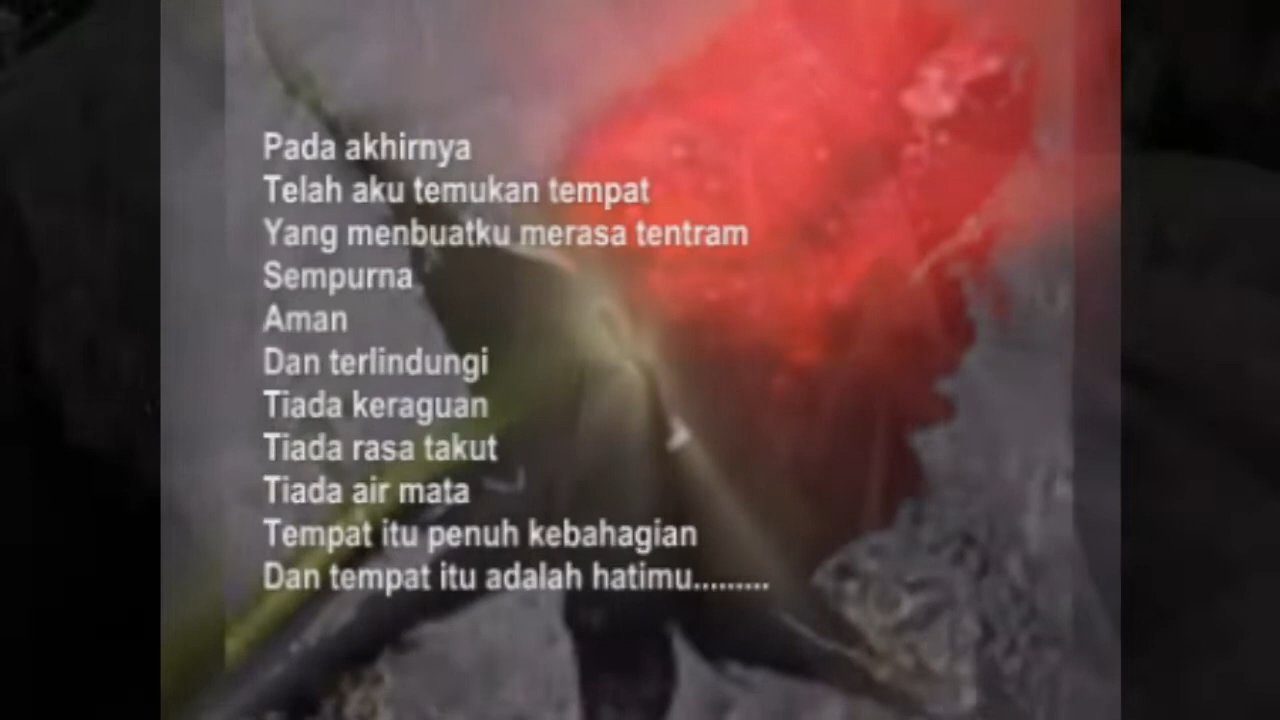 Pada akhirnya
Telah aku temukan tempat
Yang menbuatku merasa tentram
Sempurna
Aman
Dan terlindungi
Tiada keraguan
Tiada rasa takut
Tiada air mata
Tempat itu penuh kebahagian
Dan tempat itu adalah hatimu.........